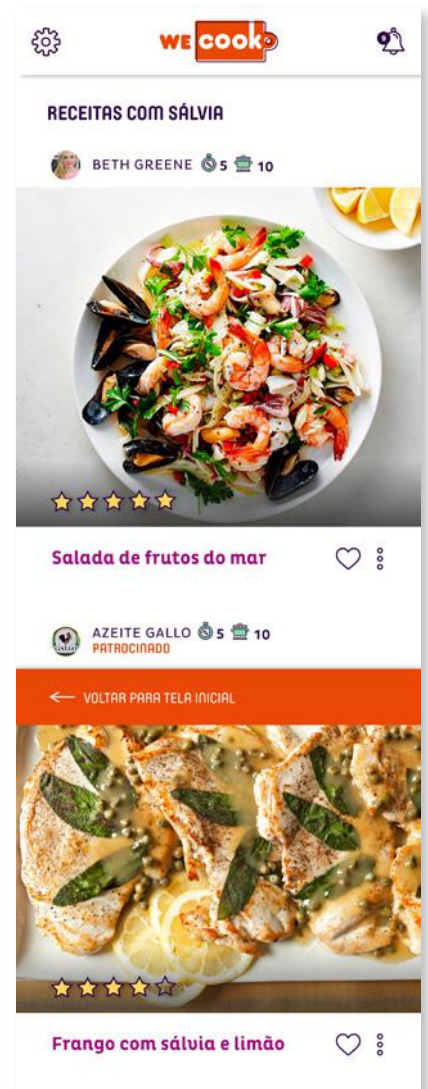 WE COOK
RECEITAS COM SÁLVIA
BETH GREENE 5 10
Salada de frutos do mar
AZEITE GALLO 5 10
PATROCINADO
VOLTAR PARA TELA INICIAL
Frango com sálvia e limão